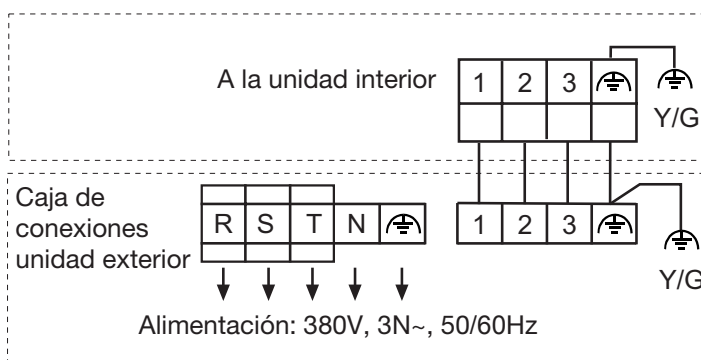 A la unidad interior
1 2 3
Y/G
Caja de
conexiones
unidad exterior
R S T N
1 2 3
Y/G
Alimentación: 380V, 3N~, 50/60Hz